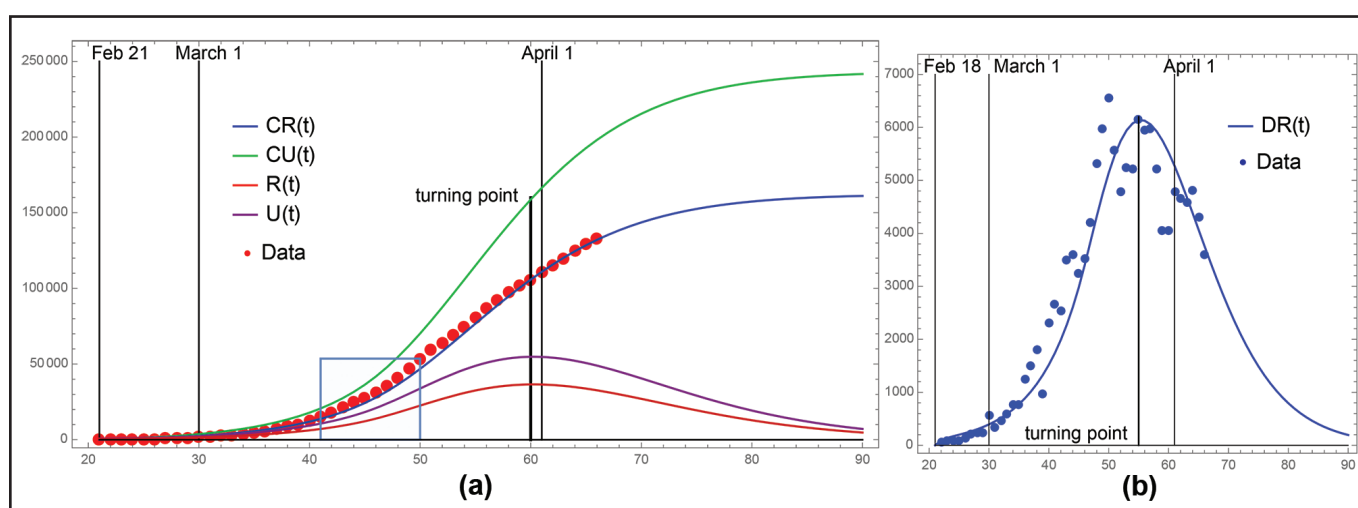 Feb 21 March 1 April 1
250 000
200 000
150 000
100 000
50 000
0
CR(t)
CU(t)
R(t)
U(t)
Data
turning point
20 30 40 50 60 70 80 90
(a)
Feb 18 March 1 April 1
7000
6000
5000
4000
3000
2000
1000
0
DR(t)
Data
turning point
20 30 40 50 60 70 80 90
(b)